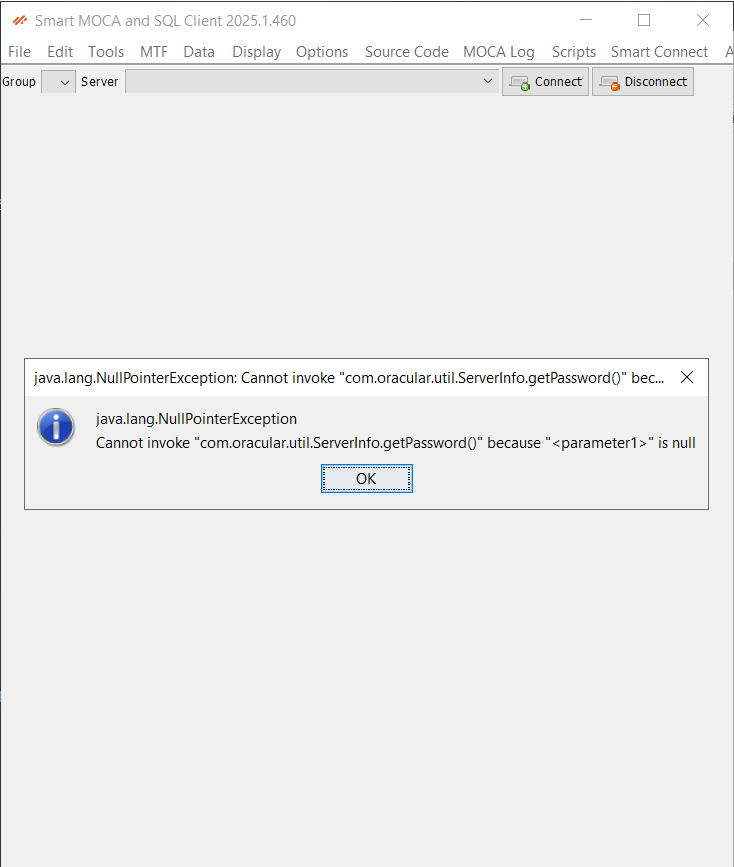 Smart MOCA and SQL Client 2025.1.460
File Edit Tools MTF Data Display Options Source Code MOCA Log Scripts Smart Connect A
Group Server Connect Disconnect
java.lang.NullPointerException: Cannot invoke "com.oracular.util.ServerInfo.getPassword()" bec...
java.lang.NullPointerException
Cannot invoke "com.oracular.util.ServerInfo.getPassword()" because "<parameter1>" is null
OK